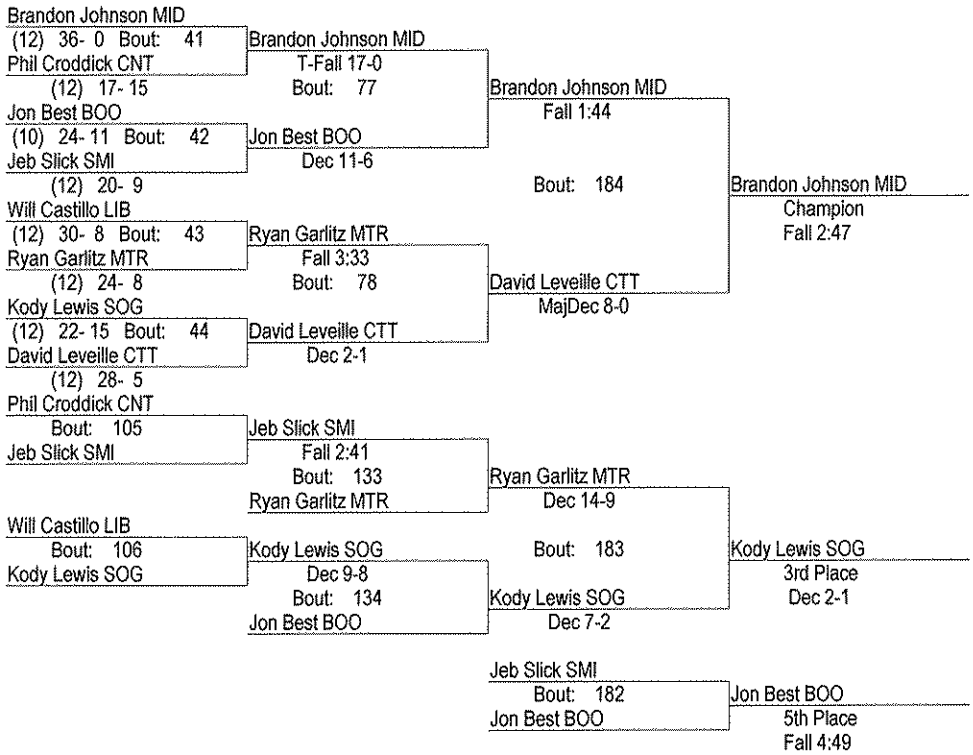 Brandon Johnson MID
(12) 36- 0 Bout: 41
Brandon Johnson MID
Phil Croddick CNT
T-Fall 17-0
(12) 17- 15
Bout: 77
Brandon Johnson MID
Jon Best BOO
Fall 1:44
(10) 24- 11 Bout: 42
Jon Best BOO
Jeb Slick SMI
Dec 11-6
(12) 20- 9
Bout: 184
Brandon Johnson MID
Will Castillo LIB
Champion
(12) 30- 8 Bout: 43
Ryan Garlitz MTR
Fall 2:47
Ryan Garlitz MTR
Fall 3:33
(12) 24- 8
Bout: 78
David Leveille CTT
Kody Lewis SOG
MajDec 8-0
(12) 22- 15 Bout: 44
David Leveille CTT
David Leveille CTT
Dec 2-1
(12) 28- 5
Phil Croddick CNT
Bout: 105
Jeb Slick SMI
Jeb Slick SMI
Fall 2:41
Bout: 133
Ryan Garlitz MTR
Ryan Garlitz MTR
Dec 14-9
Will Castillo LIB
Bout: 106
Kody Lewis SOG
Bout: 183
Kody Lewis SOG
Kody Lewis SOG
Dec 9-8
3rd Place
Bout: 134
Kody Lewis SOG
Dec 2-1
Jon Best BOO
Dec 7-2
Jeb Slick SMI
Bout: 182
Jon Best BOO
Jon Best BOO
5th Place
Fall 4:49